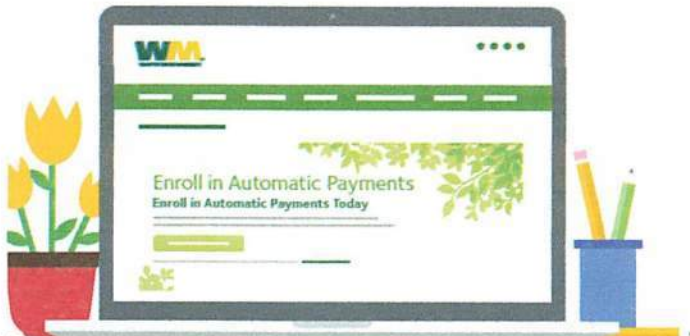 WM
Enroll in Automatic Payments
Enroll in Automatic Payments Today